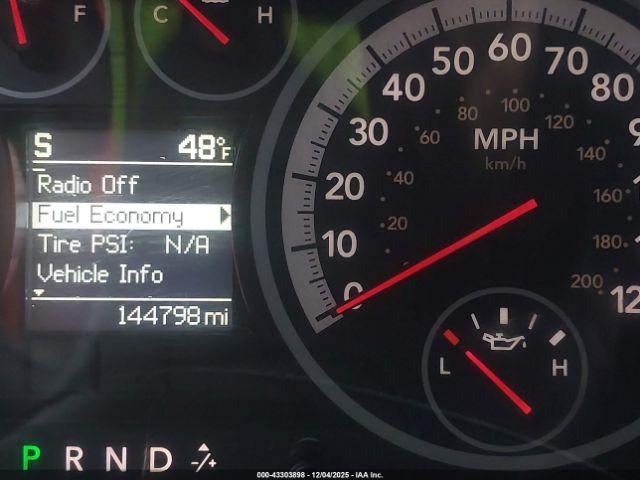 F
C H
S 48°F
Radio Off
Fuel Economy
Tire PSI: N/A
Vehicle Info
144798 mi
0 10 20 30 40 50 60 70 80
20 40 60 80 100 120 140 160 180 200
MPH
km/h
L H
P R N D -/+
000-43303898 - 12/04/2025 - IAA Inc.